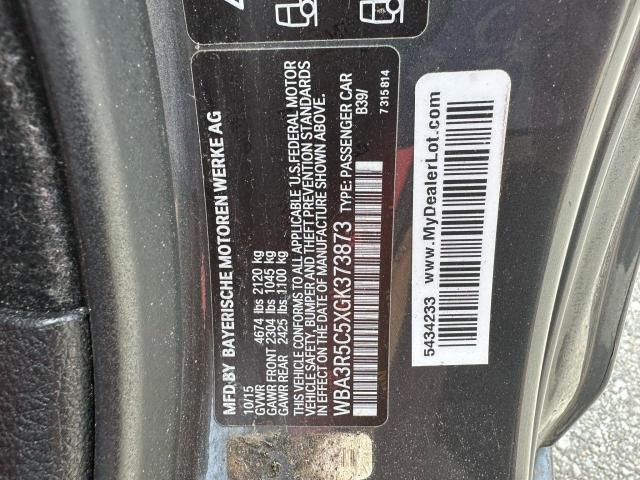 MFD BY BAYERISCHE MOTOREN WERKE AG
10/15
GVWR 4674 lbs 2120 kg
GAWR FRONT 2304 lbs 1045 kg
GAWR REAR 2425 lbs 1100 kg
THIS VEHICLE CONFORMS TO ALL APPLICABLE U.S.FEDERAL MOTOR
VEHICLE SAFETY, BUMPER AND THEFT PREVENTION STANDARDS
IN EFFECT ON THE DATE OF MANUFACTURE SHOWN ABOVE.
WBA3R5C5XGK373873 TYPE: PASSENGER CAR
B39/
7 315 814
5434233 www.MyDealerLot.com